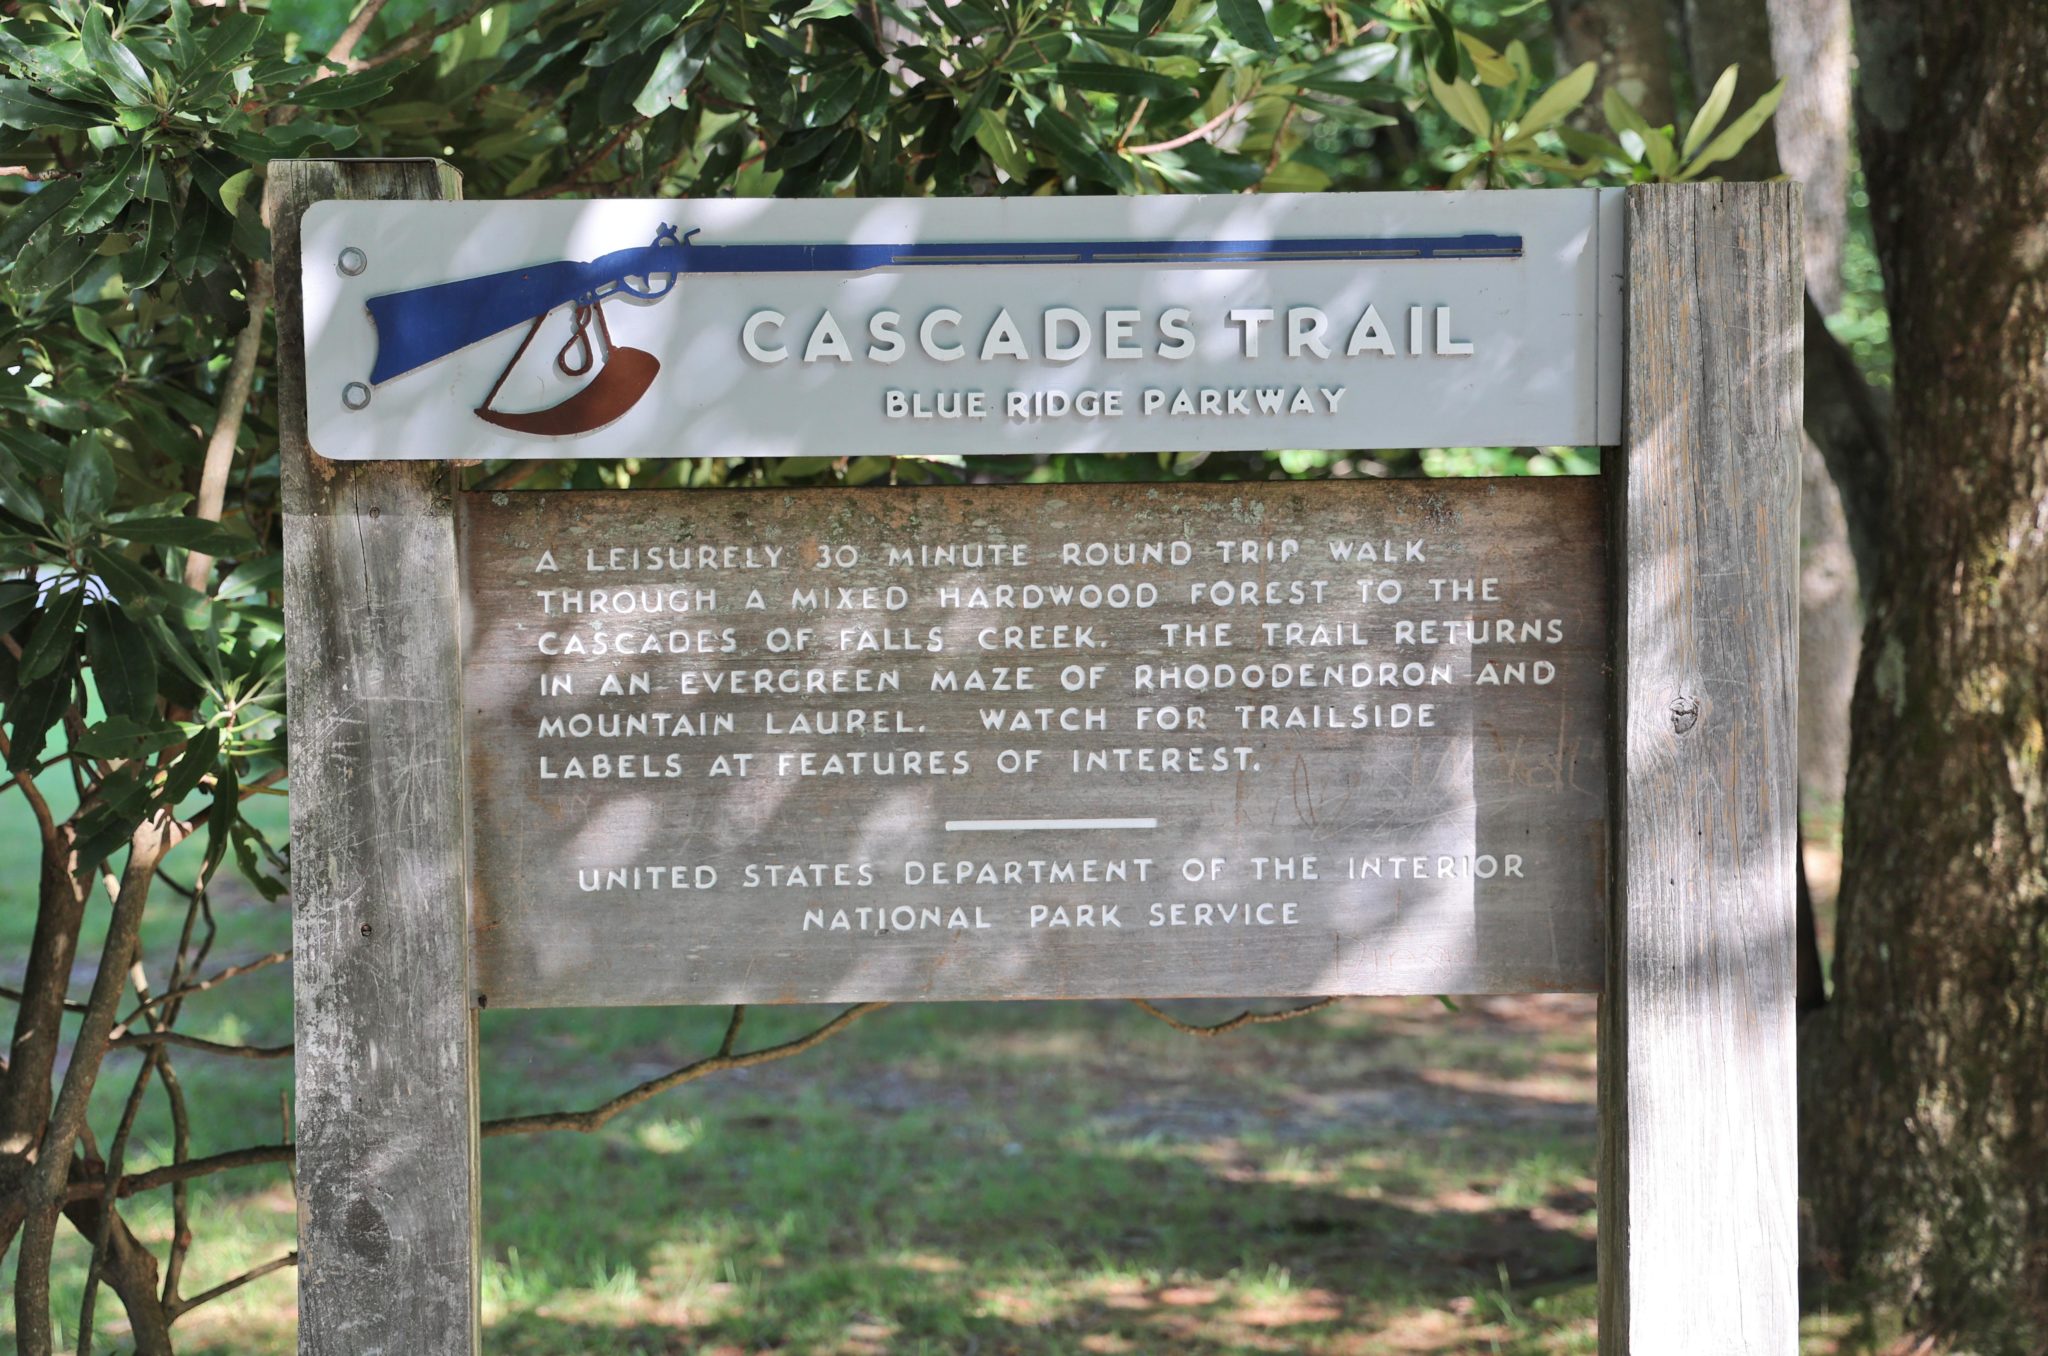 CASCADES TRAIL
BLUE RIDGE PARKWAY
A LEISURELY 30 MINUTE ROUND TRIP WALK
THROUGH A MIXED HARDWOOD FOREST TO THE
CASCADES OF FALLS CREEK. THE TRAIL RETURNS
IN AN EVERGREEN MAZE OF RHODODENDRON AND
MOUNTAIN LAUREL. WATCH FOR TRAILSIDE
LABELS AT FEATURES OF INTEREST.
UNITED STATES DEPARTMENT OF THE INTERIOR
NATIONAL PARK SERVICE